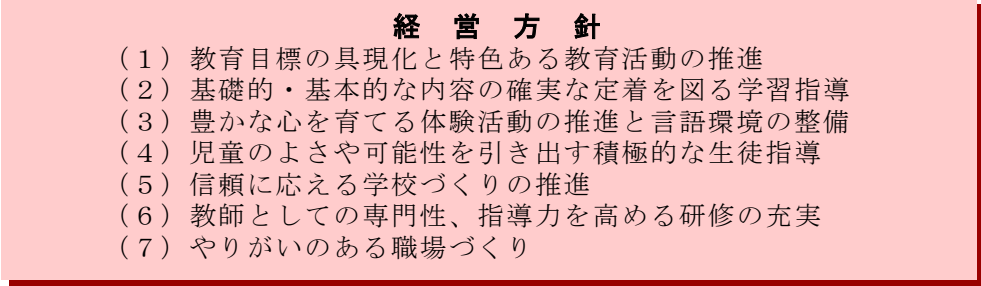 経　営　方　針
（１）教育目標の具現化と特色ある教育活動の推進
（２）基礎的・基本的な内容の確実な定着を図る学習指導
（３）豊かな心を育てる体験活動の推進と言語環境の整備
（４）児童のよさや可能性を引き出す積極的な生徒指導
（５）信頼に応える学校づくりの推進
（６）教師としての専門性、指導力を高める研修の充実
（７）やりがいのある職場づくり